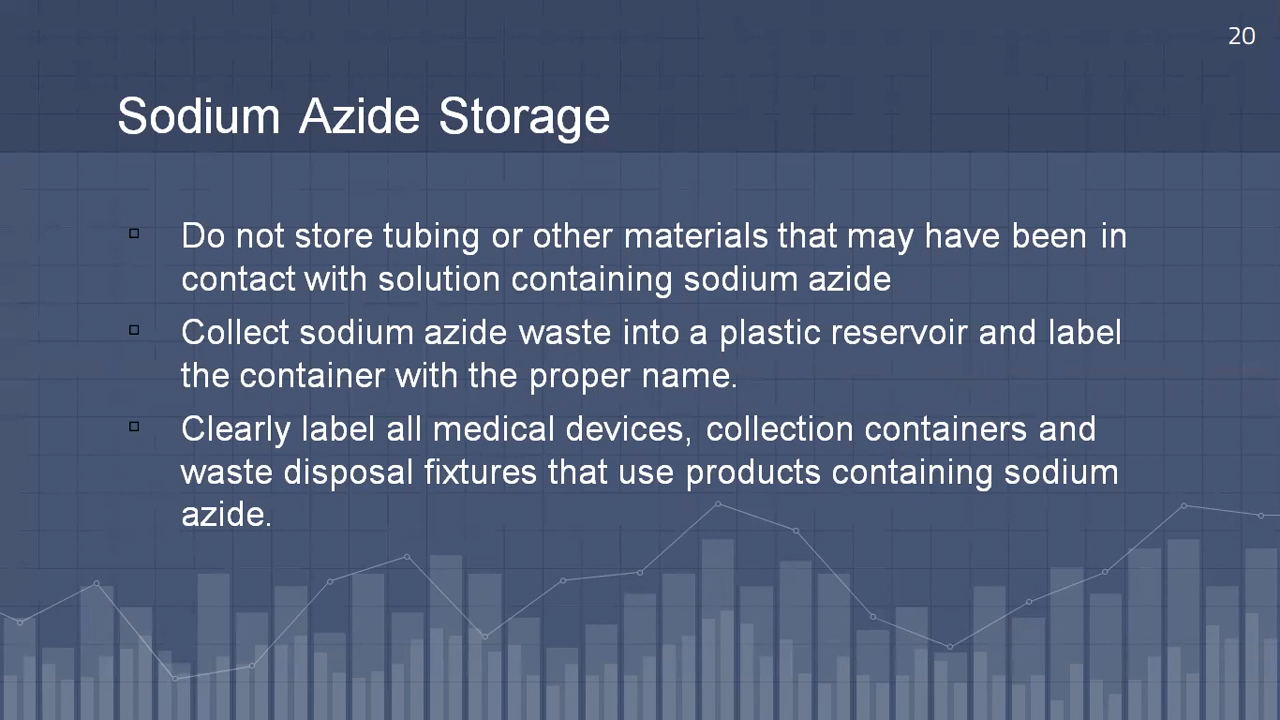 20
Sodium Azide Storage
Do not store tubing or other materials that may have been in
contact with solution containing sodium azide
Collect sodium azide waste into a plastic reservoir and label
the container with the proper name.
Clearly label all medical devices, collection containers and
waste disposal fixtures that use products containing sodium
azide.